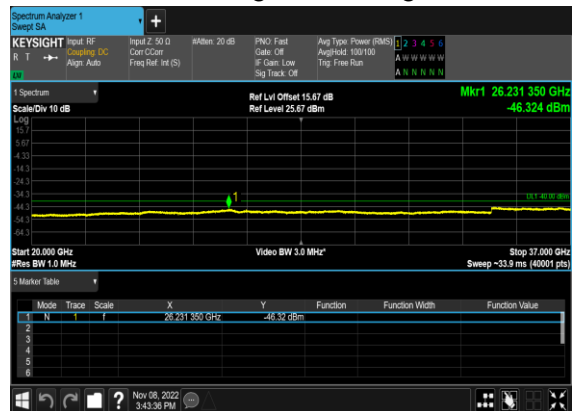 Spectrum Analyzer 1
Swept SA
+
KEYSIGHT Input: RF Input Z: 50 Ω #Atten: 20 dB PNO: Fast Avg Type: Power (RMS) 1 2 3 4 5 6
R T Coupling: DC Corr CCorr Gate: Off Avg|Hold: 100/100 A W W W W W
Align: Auto Freq Ref: Int (S) IF Gain: Low Trig: Free Run
LXI Sig Track: Off A N N N N N
1 Spectrum Ref Lvl Offset 15.67 dB Mkr1 26.231 350 GHz
Scale/Div 10 dB Ref Level 25.67 dBm -46.324 dBm
Log
15.7
5.67
-4.33
-14.3
-24.3
-34.3 1
-44.3
-54.3
-64.3
Start 20.000 GHz Video BW 3.0 MHz* Stop 37.000 GHz
#Res BW 1.0 MHz Sweep ~33.9 ms (40001 pts)
5 Marker Table
Mode Trace Scale X Y Function Function Width Function Value
1 N 1 f 26.231 350 GHz -46.32 dBm
2
3
4
5
6
? Nov 08, 2022
3:43:36 PM